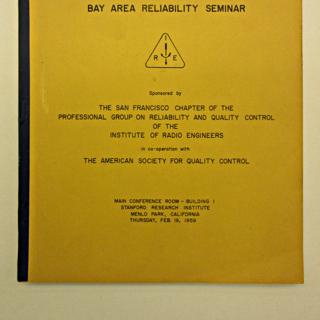 BAY AREA RELIABILITY SEMINAR
I
R E
Sponsored by
THE SAN FRANCISCO CHAPTER OF THE
PROFESSIONAL GROUP ON RELIABILITY AND QUALITY CONTROL
OF THE
INSTITUTE OF RADIO ENGINEERS
in co-operation with
THE AMERICAN SOCIETY FOR QUALITY CONTROL
MAIN CONFERENCE ROOM - BUILDING 1
STANFORD RESEARCH INSTITUTE
MENLO PARK, CALIFORNIA
THURSDAY, FEB. 19, 1959